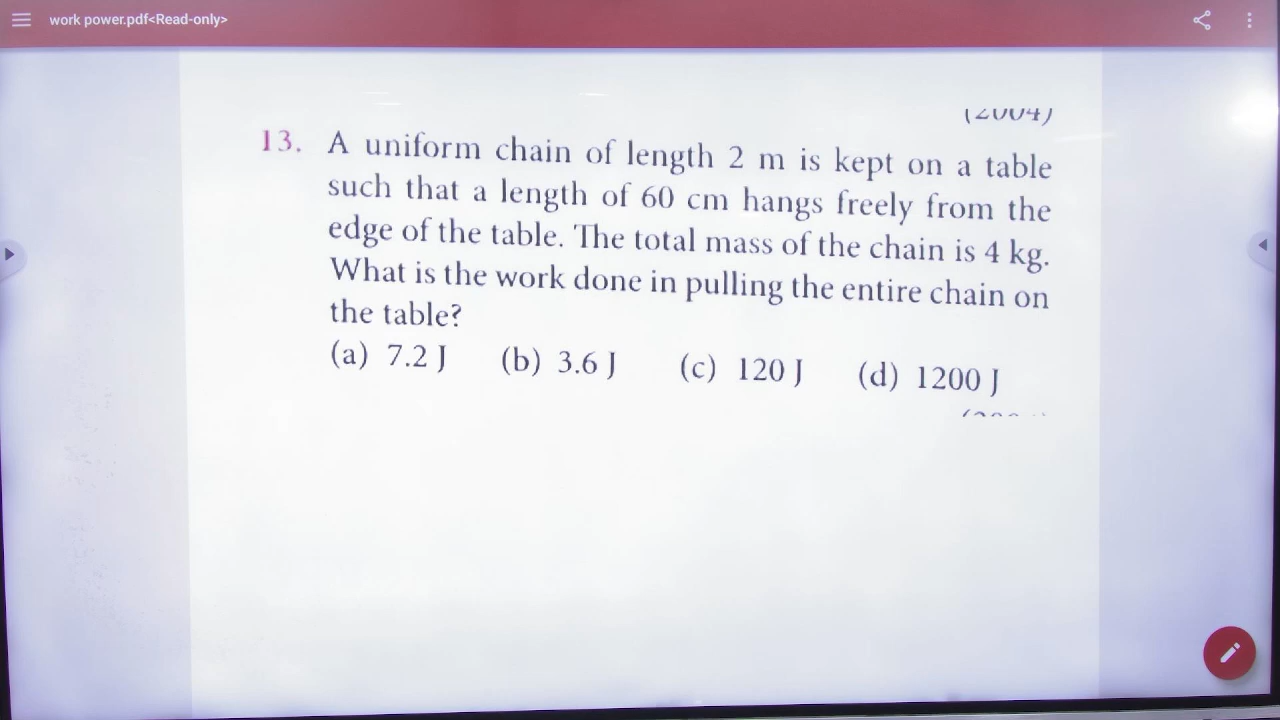 work power.pdf<Read-only>
(2004)
13. A uniform chain of length 2 m is kept on a table
such that a length of 60 cm hangs freely from the
edge of the table. The total mass of the chain is 4 kg.
What is the work done in pulling the entire chain on
the table?
(a) 7.2 J (b) 3.6 J (c) 120 J (d) 1200 J